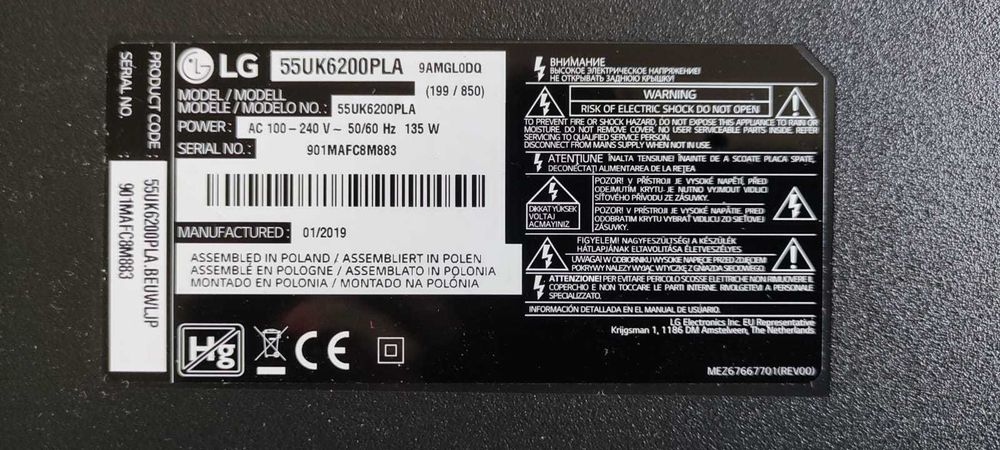 PRODUCT CODE :
SERIAL NO.
55UK6200PLA.BEUWLJP
901MAFC8M883
LG 55UK6200PLA 9AMGL0DQ
(199 / 850)
MODEL / MODELL
MODELE / MODELO NO.: 55UK6200PLA
POWER : AC 100 – 240 V ~ 50/60 Hz 135 W
SERIAL NO. : 901MAFC8M883
MANUFACTURED : 01/2019
ASSEMBLED IN POLAND / ASSEMBLIERT IN POLEN
ASSEMBLÉ EN POLOGNE / ASSEMBLATO IN POLONIA
MONTADO EN POLONIA / MONTADO NA POLÓNIA
Hg
CE
ВНИМАНИЕ
ВЫСОКОЕ ЭЛЕКТРИЧЕСКОЕ НАПРЯЖЕНИЕ!
НЕ ОТКРЫВАТЬ ЗАДНЮЮ КРЫШКУ!
WARNING
RISK OF ELECTRIC SHOCK DO NOT OPEN
TO PREVENT FIRE OR SHOCK HAZARD, DO NOT EXPOSE THIS APPLIANCE TO RAIN OR
MOISTURE. DO NOT REMOVE COVER. NO USER SERVICEABLE PARTS INSIDE. REFER
SERVICING TO QUALIFIED SERVICE PERSON.
DISCONNECT FROM MAINS SUPPLY WHEN NOT IN USE.
ATENȚIUNE ÎNALTA TENSIUNE! ÎNAINTE DE A SCOATE PLACA SPATE,
DECONECTAȚI ALIMENTAREA DE LA REȚEA
DIKKAT YÜKSEK
VOLTAJ
AÇMAYINIZ
POZOR! V PŘÍSTROJI JE VYSOKÉ NAPĚTÍ, PŘED
ODEJMUTÍM KRYTU JE NUTNO VYJMOUT VIDLICI
SÍŤOVÉHO PŘÍVODU ZE ZÁSUVKY.
POZOR! V PRÍSTROJI JE VYSOKÉ NAPÄTIE. PRED
ODOBRATÍM KRYTU VYBRAŤ VIDLICU ZO SIEŤOVEJ
ZÁSUVKY.
FIGYELEM! NAGYFESZÜLTSÉG! A KÉSZÜLÉK
HÁTLAPJÁNAK ELTÁVOLÍTÁSA ÉLETVESZÉLYES.
UWAGA! W ODBIORNIKU WYSOKIE NAPIĘCIE PRZED ZDJĘCIEM
POKRYWY NALEŻY WYJĄĆ WTYCZKĘ Z GNIAZDA SIECIOWEGO.
ATTENZIONE! PER EVITARE PERICOLO SCOSSE ELETTRICHE NON RIMUOVERE IL
COPERCHIO E NON TOCCARE LE PARTI INTERNE. RIVOLGETEVI A PERSONALE
SPECIALIZZATO.
INFORMACIÓN DETALLADA EN EL MANUAL DE USUARIO.
LG Electronics Inc. EU Representative
Krijgsman 1, 1186 DM Amstelveen, The Netherlands
MEZ67667701(REV00)